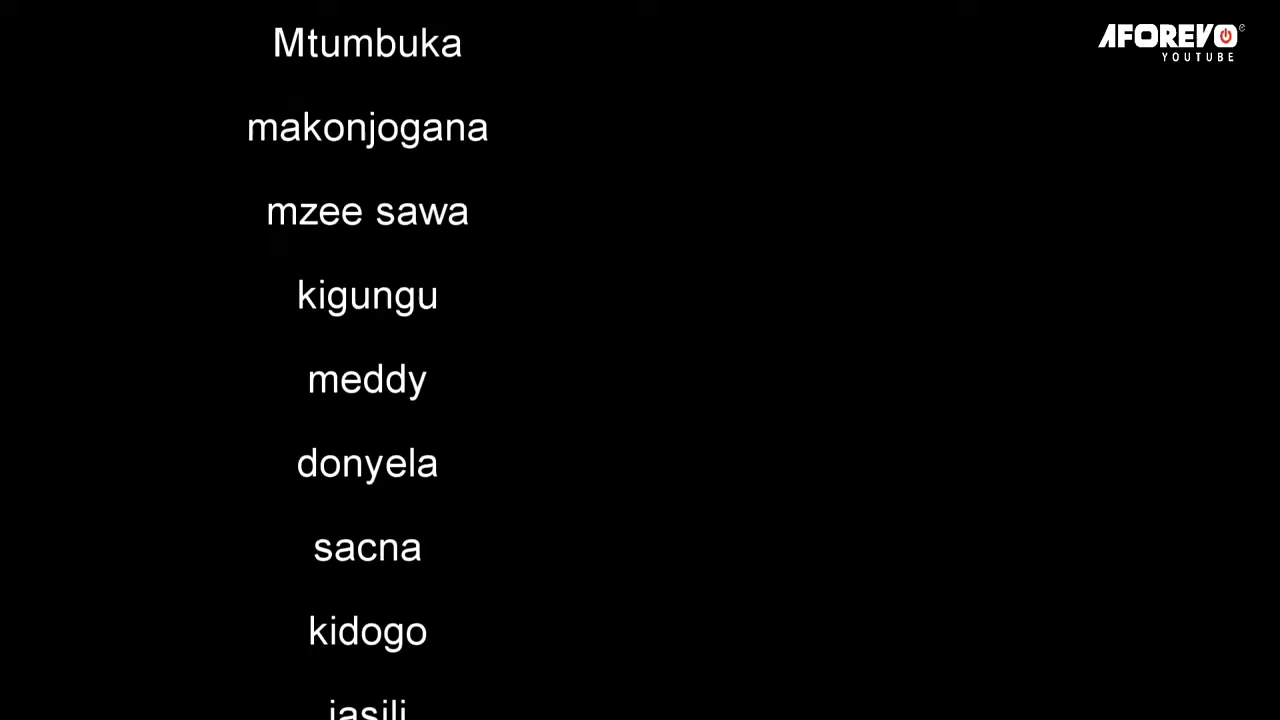 Mtumbuka
makonjogana
mzee sawa
kigungu
meddy
donyela
sacna
kidogo
AFOREVO
YOUTUBE